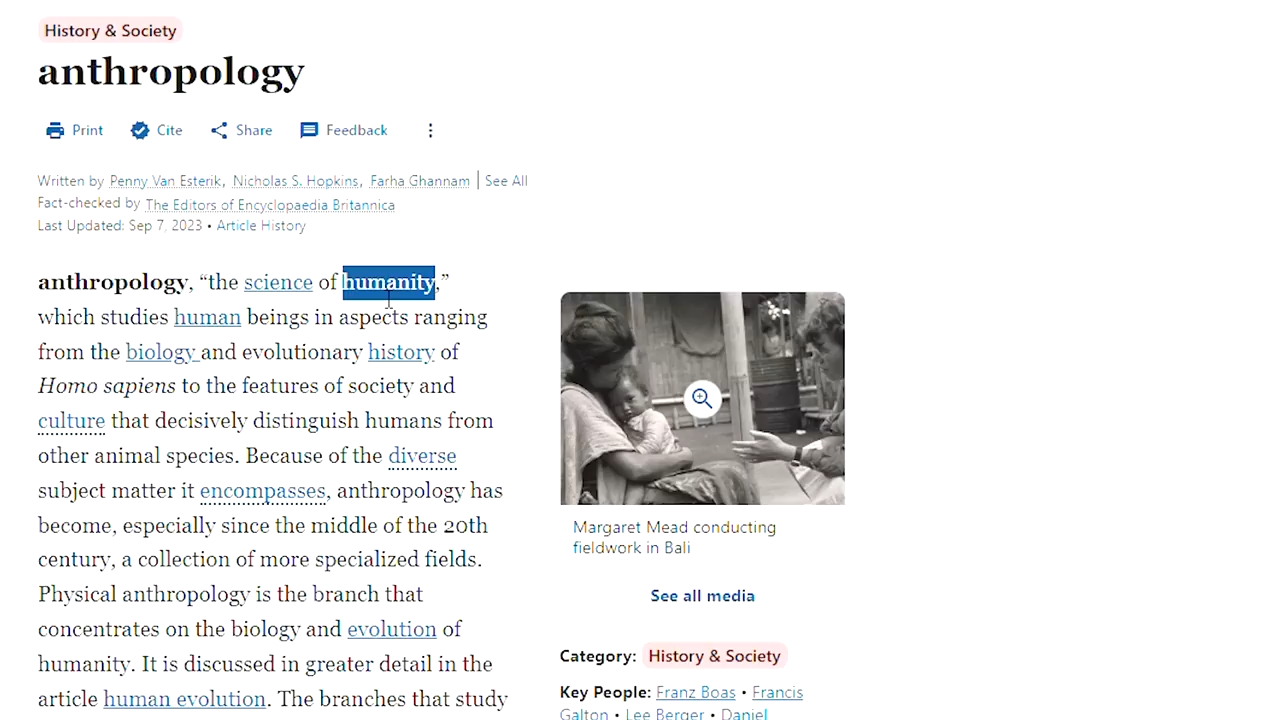 History & Society
anthropology
Print Cite Share Feedback
Written by Penny Van Esterik, Nicholas S. Hopkins, Farha Ghannam | See All
Fact-checked by The Editors of Encyclopaedia Britannica
Last Updated: Sep 7, 2023 • Article History
anthropology, “the science of humanity,”
which studies human beings in aspects ranging
from the biology and evolutionary history of
Homo sapiens to the features of society and
culture that decisively distinguish humans from
other animal species. Because of the diverse
subject matter it encompasses, anthropology has
become, especially since the middle of the 20th
century, a collection of more specialized fields.
Physical anthropology is the branch that
concentrates on the biology and evolution of
humanity. It is discussed in greater detail in the
article human evolution. The branches that study
Margaret Mead conducting
fieldwork in Bali
See all media
Category: History & Society
Key People: Franz Boas • Francis
Galton • Lee Berger • Daniel